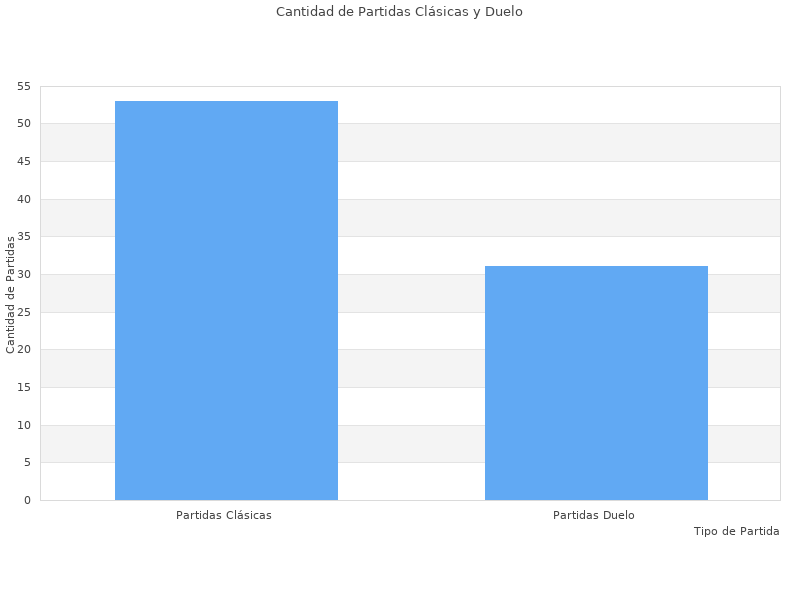 Cantidad de Partidas Clásicas y Duelo
Cantidad de Partidas
55
50
45
40
35
30
25
20
15
10
5
0
Partidas Clásicas
Partidas Duelo
Tipo de Partida